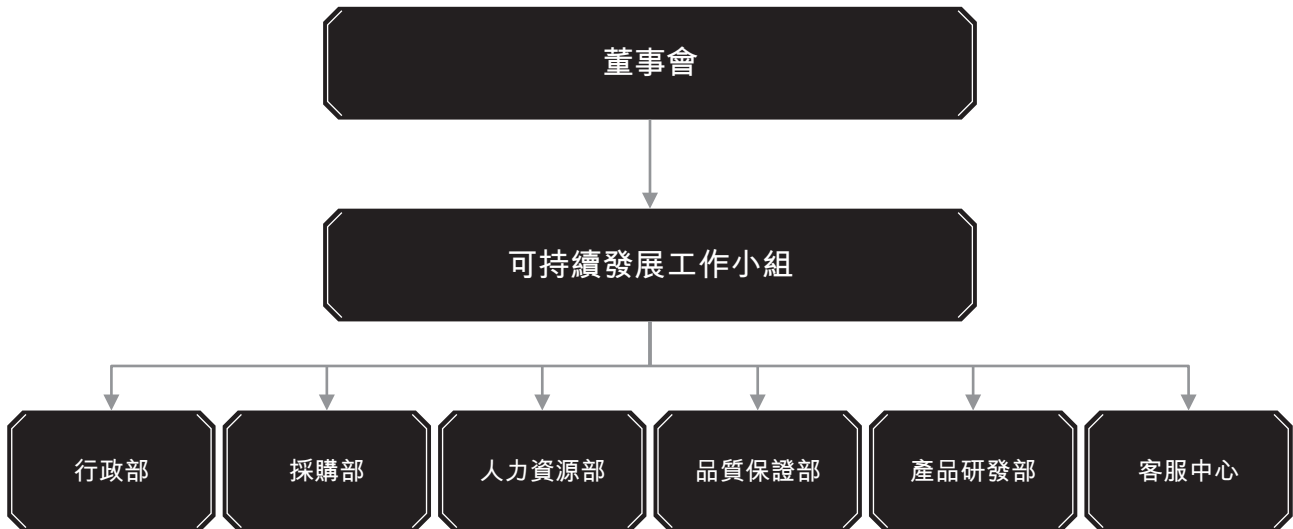 董事會
可持續發展工作小組
行政部
採購部
人力資源部
品質保證部
產品研發部
客服中心